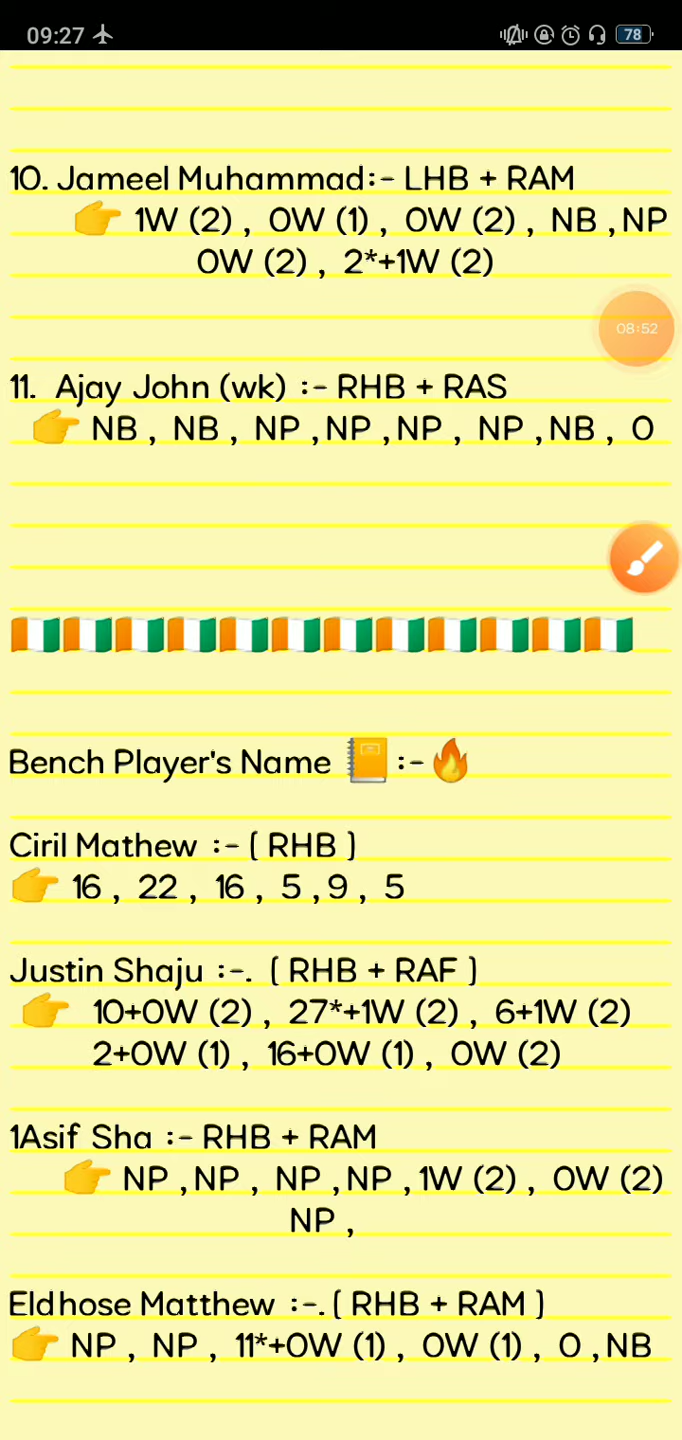 09:27
78
10. Jameel Muhammad:- LHB + RAM
👉 1W (2) , 0W (1) , 0W (2) , NB ,NP
0W (2) , 2*+1W (2)
08:52
11. Ajay John (wk) :- RHB + RAS
👉 NB , NB , NP ,NP ,NP , NP ,NB , 0
🇨🇮🇨🇮🇨🇮🇨🇮🇨🇮🇨🇮🇨🇮🇨🇮🇨🇮🇨🇮🇨🇮🇨🇮
Bench Player's Name 📒 :- 🔥
Ciril Mathew :- ( RHB )
👉 16 , 22 , 16 , 5 ,9 , 5
Justin Shaju :-. ( RHB + RAF )
👉 10+0W (2) , 27*+1W (2) , 6+1W (2)
2+0W (1) , 16+0W (1) , 0W (2)
1Asif Sha :- RHB + RAM
👉 NP ,NP , NP ,NP ,1W (2) , 0W (2)
NP ,
Eldhose Matthew :-.( RHB + RAM )
👉 NP , NP , 11*+0W (1) , 0W (1) , 0 ,NB